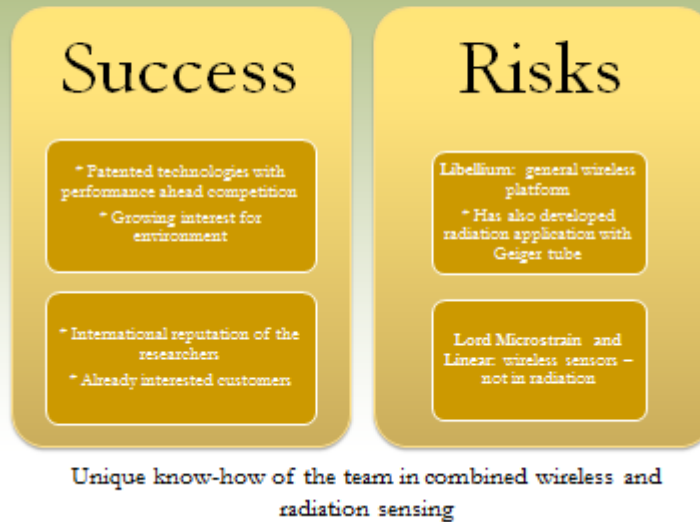 Success
* Patented technologies with
performance ahead competition
* Growing interest for
environment
* International reputation of the
researchers
* Already interested customers
Risks
Libellium: general wireless
platform
* Has also developed
radiation application with
Geiger tube
Lord Microstrain and
Linear: wireless sensors –
not in radiation
Unique know-how of the team in combined wireless and
radiation sensing